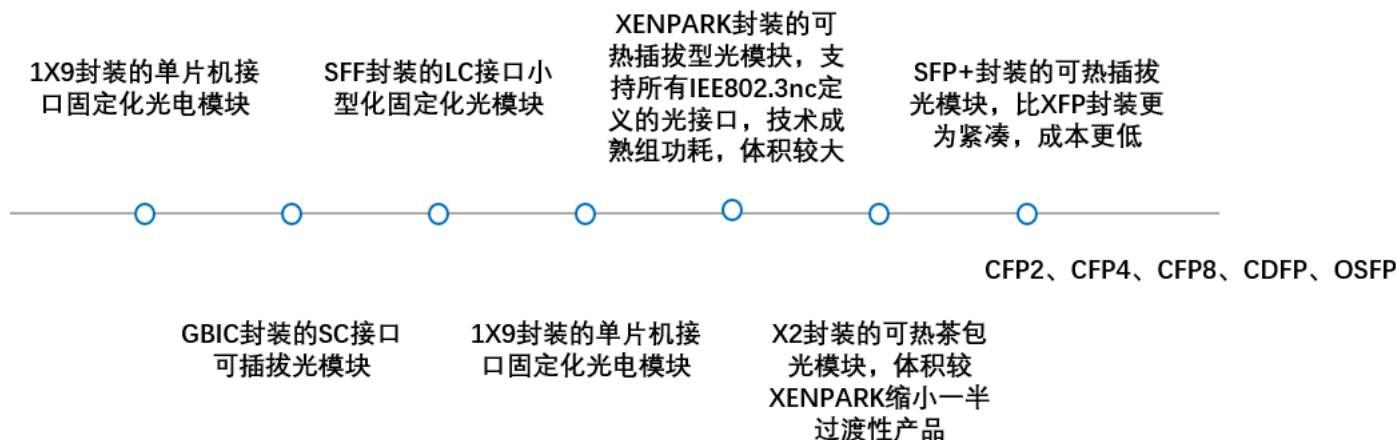 1X9封装的单片机接
口固定化光电模块
SFF封装的LC接口小
型化固定化光模块
XENPARK封装的可
热插拔型光模块，支
持所有IEE802.3nc定
义的光接口，技术成
熟组功耗，体积较大
SFP+封装的可热插拔
光模块，比XFP封装更
为紧凑，成本更低
CFP2、CFP4、CFP8、CDFP、OSFP
GBIC封装的SC接口
可插拔光模块
1X9封装的单片机接
口固定化光电模块
X2封装的可热茶包
光模块，体积较
XENPARK缩小一半
过渡性产品